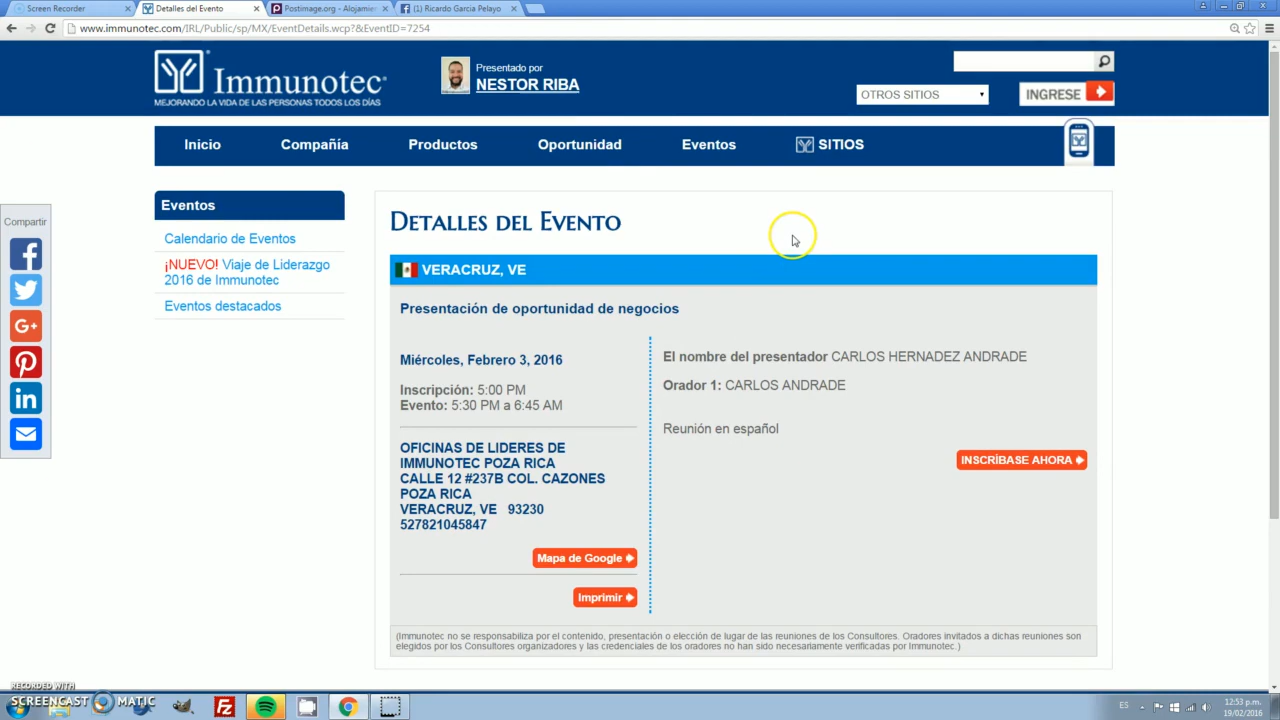 Screen Recorder
Detalles del Evento
Postimage.org - Alojamien
(1) Ricardo Garcia Pelayo
www.immunotec.com/IRL/Public/sp/MX/EventDetails.wcp?&EventID=7254
Immunotec
MEJORANDO LA VIDA DE LAS PERSONAS TODOS LOS DÍAS
Presentado por
NESTOR RIBA
OTROS SITIOS
INGRESE
Inicio
Compañía
Productos
Oportunidad
Eventos
SITIOS
Compartir
Eventos
Calendario de Eventos
¡NUEVO! Viaje de Liderazgo
2016 de Immunotec
Eventos destacados
DETALLES DEL EVENTO
VERACRUZ, VE
Presentación de oportunidad de negocios
Miércoles, Febrero 3, 2016
Inscripción: 5:00 PM
Evento: 5:30 PM a 6:45 AM
OFICINAS DE LIDERES DE
IMMUNOTEC POZA RICA
CALLE 12 #237B COL. CAZONES
POZA RICA
VERACRUZ, VE 93230
527821045847
Mapa de Google
Imprimir
El nombre del presentador CARLOS HERNADEZ ANDRADE
Orador 1: CARLOS ANDRADE
Reunión en español
INSCRÍBASE AHORA
(Immunotec no se responsabiliza por el contenido, presentación o elección de lugar de las reuniones de los Consultores. Oradores invitados a dichas reuniones son
elegidos por los Consultores organizadores y las credenciales de los oradores no han sido necesariamente verificadas por Immunotec.)
RECORDED WITH
SCREENCAST MATIC
ES
12:53 p.m.
19/02/2016